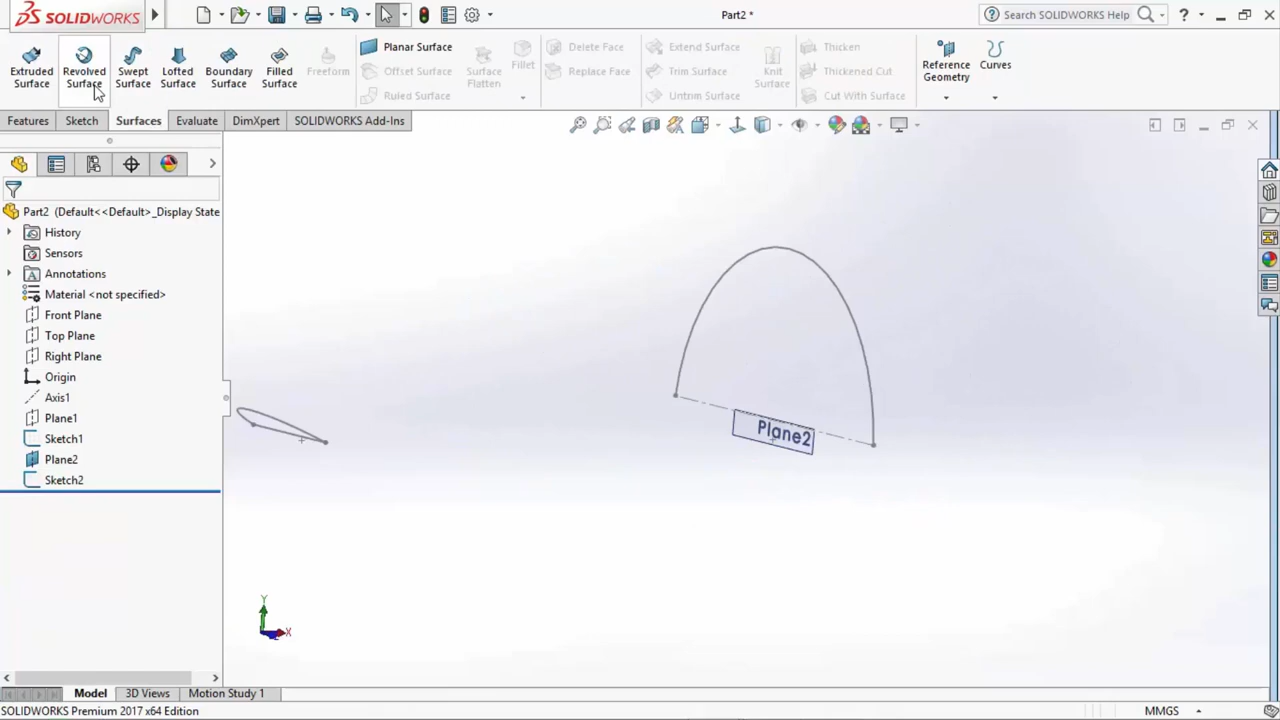 SOLIDWORKS
Part2 *
Search SOLIDWORKS Help
?
Extruded Surface
Revolved Surface
Swept Surface
Lofted Surface
Boundary Surface
Filled Surface
Freeform
Planar Surface
Offset Surface
Ruled Surface
Surface Flatten
Fillet
Delete Face
Replace Face
Extend Surface
Trim Surface
Untrim Surface
Knit Surface
Thicken
Thickened Cut
Cut With Surface
Reference Geometry
Curves
Features
Sketch
Surfaces
Evaluate
DimXpert
SOLIDWORKS Add-Ins
Part2 (Default<<Default>_Display State
History
Sensors
Annotations
Material <not specified>
Front Plane
Top Plane
Right Plane
Origin
Axis1
Plane1
Sketch1
Plane2
Sketch2
Plane2
Y
X
Model
3D Views
Motion Study 1
SOLIDWORKS Premium 2017 x64 Edition
MMGS